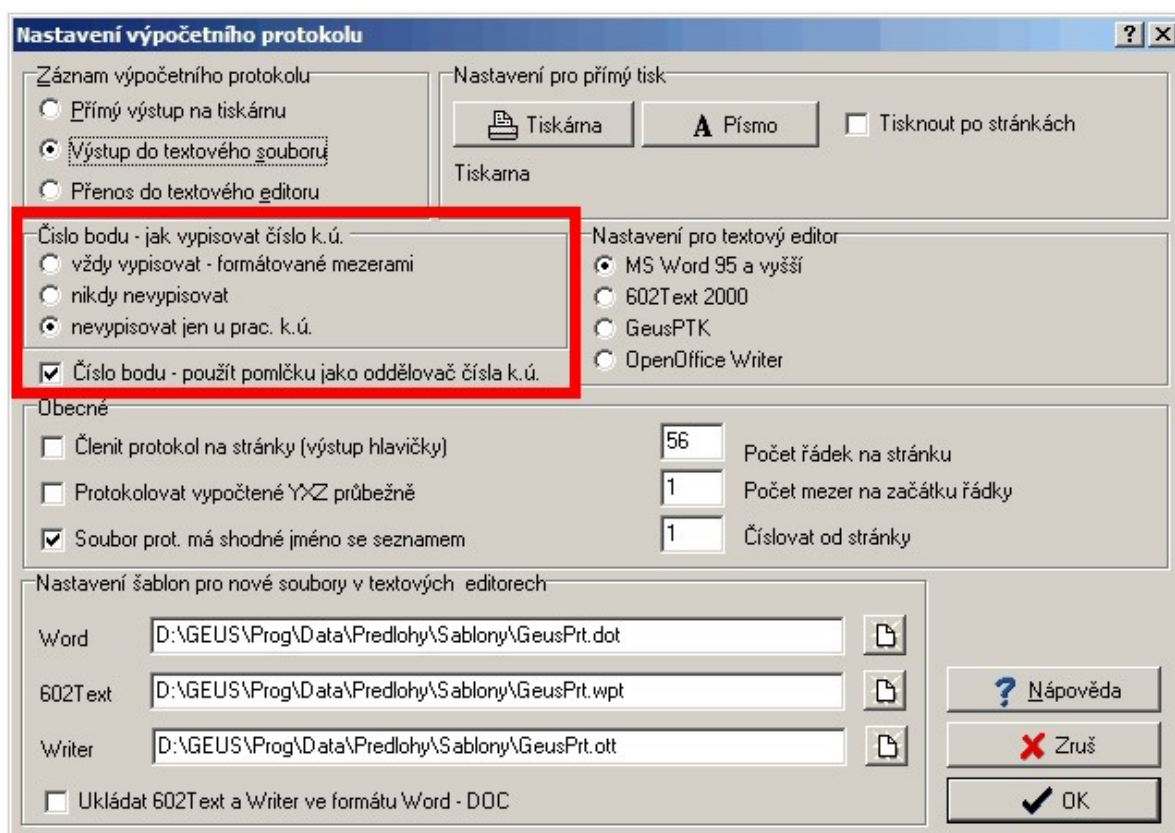 Nastavení výpočetního protokolu
Záznam výpočetního protokolu
Přímý výstup na tiskárnu
Výstup do textového souboru
Přenos do textového editoru
Nastavení pro přímý tisk
Tiskárna
A Písmo
Tisknout po stránkách
Tiskarna
Čislo bodu - jak vypisovat číslo k.ú.
vždy vypisovat - formátované mezerami
nikdy nevypisovat
nevypisovat jen u prac. k.ú.
Číslo bodu - použít pomlčku jako oddělovač čísla k.ú.
Nastavení pro textový editor
MS Word 95 a vyšší
602Text 2000
GeusPTK
OpenOffice Writer
Obecné
Členit protokol na stránky (výstup hlavičky)
Protokolovat vypočtené YXZ průbežně
Soubor prot. má shodné jméno se seznamem
56 Počet řádek na stránku
1 Počet mezer na začátku řádky
1 Číslovat od stránky
Nastavení šablon pro nové soubory v textových editorech
Word D:\GEUS\Prog\Data\Predlohy\Sablony\GeusPrt.dot
602Text D:\GEUS\Prog\Data\Predlohy\Sablony\GeusPrt.wpt
Writer D:\GEUS\Prog\Data\Predlohy\Sablony\GeusPrt.ott
Ukládat 602Text a Writer ve formátu Word - DOC
? Nápověda
Zruš
OK